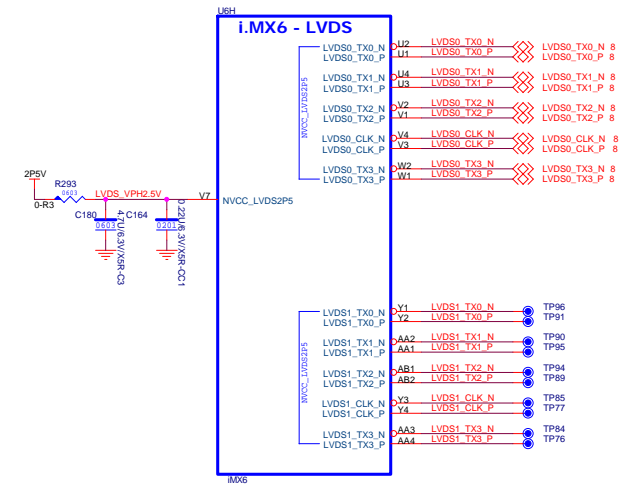 U6H
i.MX6 - LVDS
NVCC_LVDS2P5
LVDS0_TX0_N U2 LVDS0_TX0_N LVDS0_TX0_N 8
LVDS0_TX0_P U1 LVDS0_TX0_P LVDS0_TX0_P 8
LVDS0_TX1_N U4 LVDS0_TX1_N LVDS0_TX1_N 8
LVDS0_TX1_P U3 LVDS0_TX1_P LVDS0_TX1_P 8
LVDS0_TX2_N V2 LVDS0_TX2_N LVDS0_TX2_N 8
LVDS0_TX2_P V1 LVDS0_TX2_P LVDS0_TX2_P 8
LVDS0_CLK_N V4 LVDS0_CLK_N LVDS0_CLK_N 8
LVDS0_CLK_P V3 LVDS0_CLK_P LVDS0_CLK_P 8
LVDS0_TX3_N W2 LVDS0_TX3_N LVDS0_TX3_N 8
LVDS0_TX3_P W1 LVDS0_TX3_P LVDS0_TX3_P 8
2P5V
R293
0603
0-R3
LVDS_VPH2.5V
V7 NVCC_LVDS2P5
C180
0603
4.7U/6.3V/X5R-C3
C164
0201
0.22U/6.3V/X5R-CC1
NVCC_LVDS2P5
LVDS1_TX0_N Y1 LVDS1_TX0_N TP96
LVDS1_TX0_P Y2 LVDS1_TX0_P TP91
LVDS1_TX1_N AA2 LVDS1_TX1_N TP90
LVDS1_TX1_P AA1 LVDS1_TX1_P TP95
LVDS1_TX2_N AB1 LVDS1_TX2_N TP94
LVDS1_TX2_P AB2 LVDS1_TX2_P TP89
LVDS1_CLK_N Y3 LVDS1_CLK_N TP85
LVDS1_CLK_P Y4 LVDS1_CLK_P TP77
LVDS1_TX3_N AA3 LVDS1_TX3_N TP84
LVDS1_TX3_P AA4 LVDS1_TX3_P TP76
iMX6